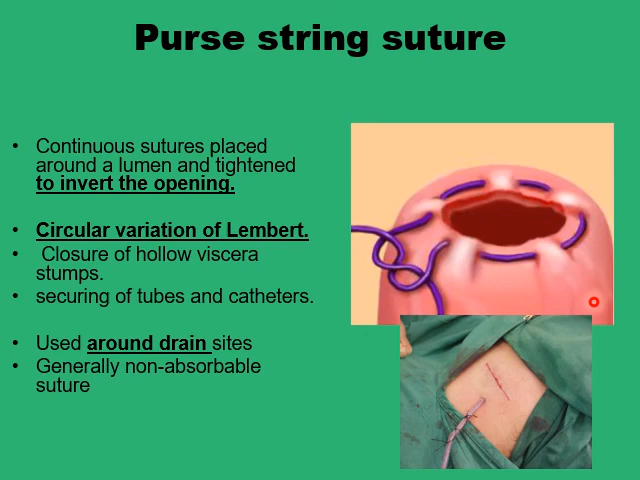 Purse string suture
• Continuous sutures placed
around a lumen and tightened
to invert the opening.
• Circular variation of Lembert.
• Closure of hollow viscera
stumps.
• securing of tubes and catheters.
• Used around drain sites
• Generally non-absorbable
suture